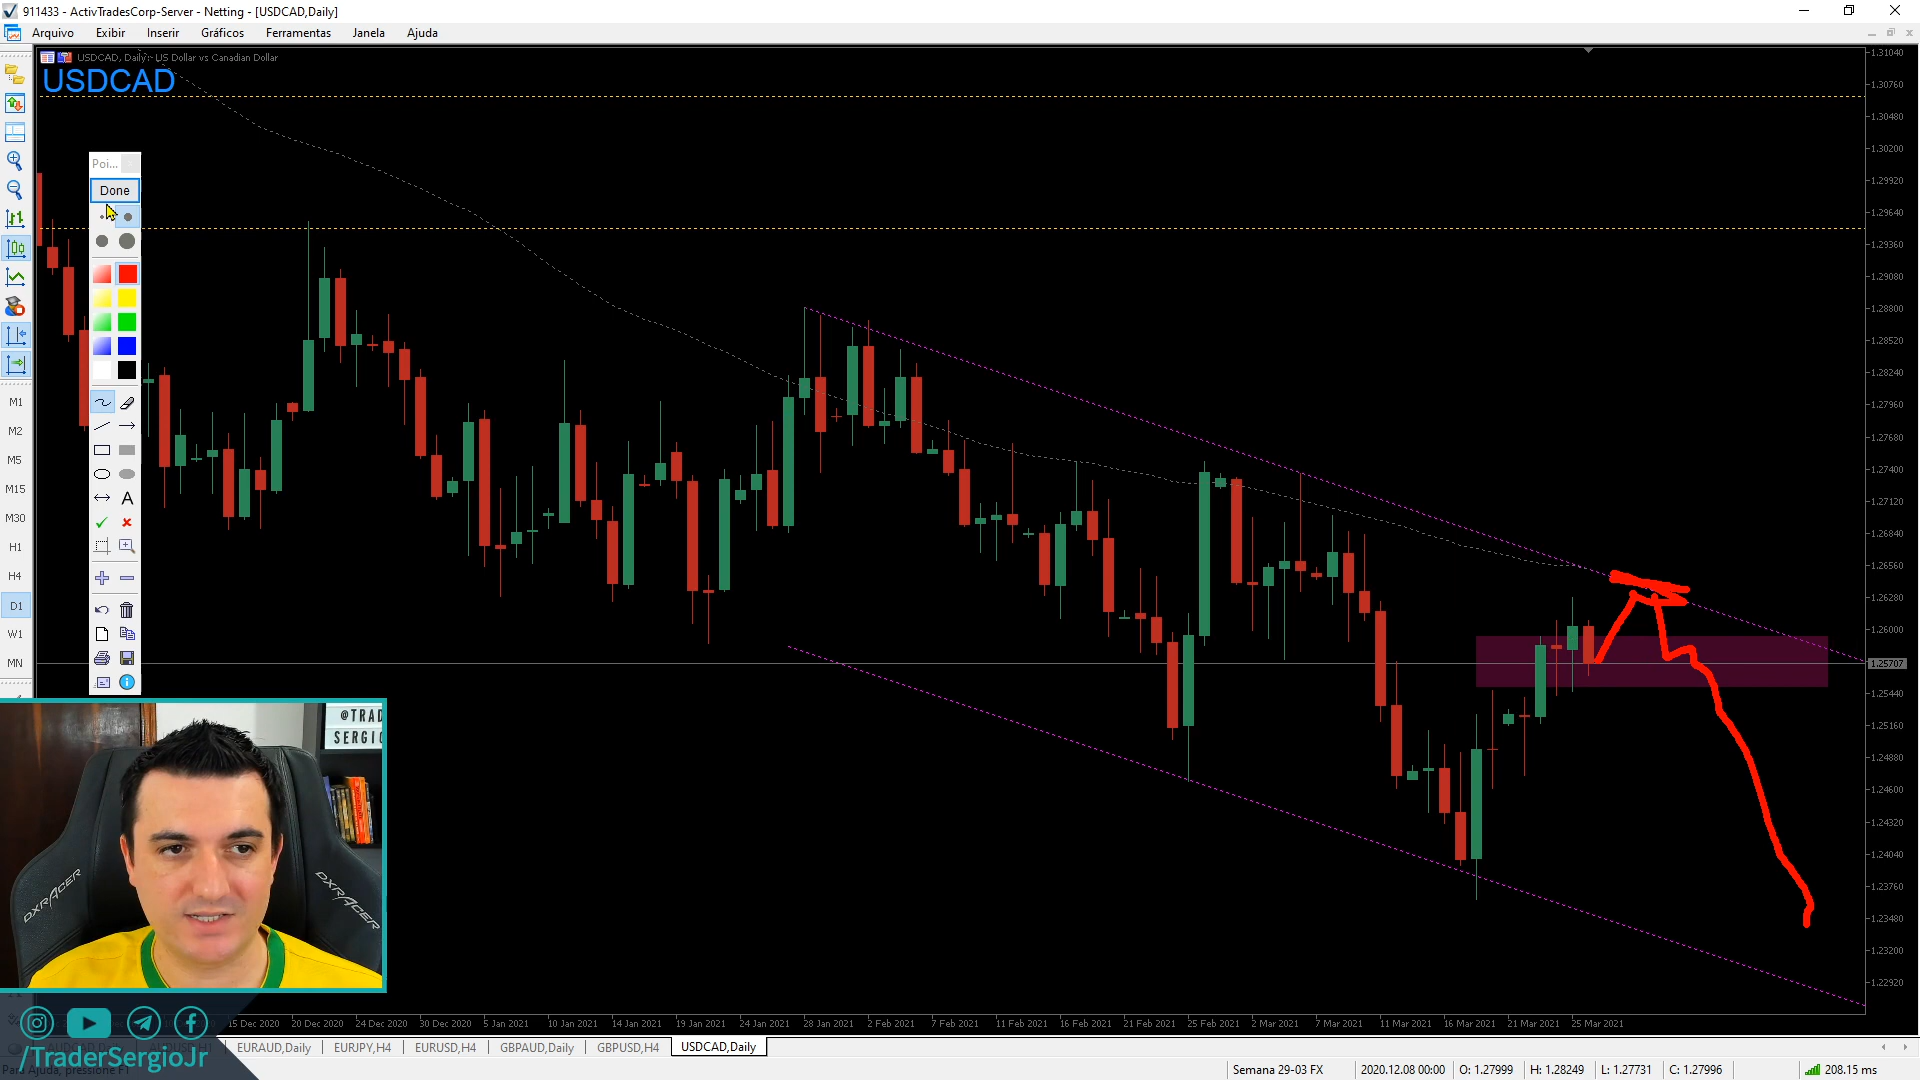 911433 - ActivTradesCorp-Server - Netting - [USDCAD,Daily]
Arquivo Exibir Inserir Gráficos Ferramentas Janela Ajuda
USDCAD, Daily: US Dollar vs Canadian Dollar
USDCAD
Poi...
Done
A
M1
M2
M5
M15
M30
H1
H4
D1
W1
MN
1.31040
1.30760
1.30480
1.30200
1.29920
1.29640
1.29360
1.29080
1.28800
1.28520
1.28240
1.27960
1.27680
1.27400
1.27120
1.26840
1.26560
1.26280
1.26000
1.25707
1.25440
1.25160
1.24880
1.24600
1.24320
1.24040
1.23760
1.23480
1.23200
1.22920
@TRAD
SERGIO
DXRACER
DXRACER
15 Dec 2020 20 Dec 2020 24 Dec 2020 30 Dec 2020 5 Jan 2021 10 Jan 2021 14 Jan 2021 19 Jan 2021 24 Jan 2021 28 Jan 2021 2 Feb 2021 7 Feb 2021 11 Feb 2021 16 Feb 2021 21 Feb 2021 25 Feb 2021 2 Mar 2021 7 Mar 2021 11 Mar 2021 16 Mar 2021 21 Mar 2021 25 Mar 2021
EURAUD,Daily EURJPY,H4 EURUSD,H4 GBPAUD,Daily GBPUSD,H4 USDCAD,Daily
/TraderSergioJr
Para Ajuda, pressione F1
Semana 29-03 FX 2020.12.08 00:00 O: 1.27999 H: 1.28249 L: 1.27731 C: 1.27996 208.15 ms